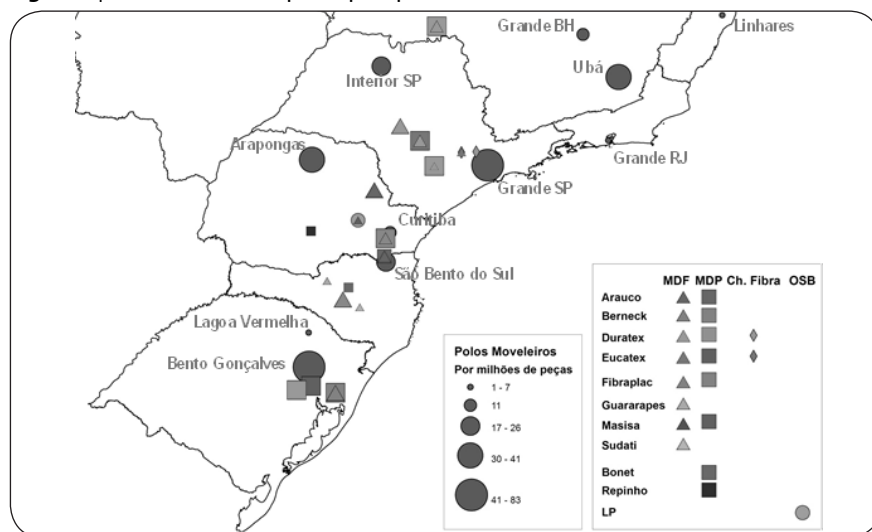 Grande BH
Linhares
Ubá
Interior SP
Arapongas
Grande RJ
Grande SP
Curitiba
São Bento do Sul
Lagoa Vermelha
Bento Gonçalves
Polos Moveleiros
Por milhões de peças
1 - 7
11
17 - 26
30 - 41
41 - 83
MDF MDP Ch. Fibra OSB
Arauco
Berneck
Duratex
Eucatex
Fibraplac
Guararapes
Masisa
Sudati
Bonet
Repinho
LP